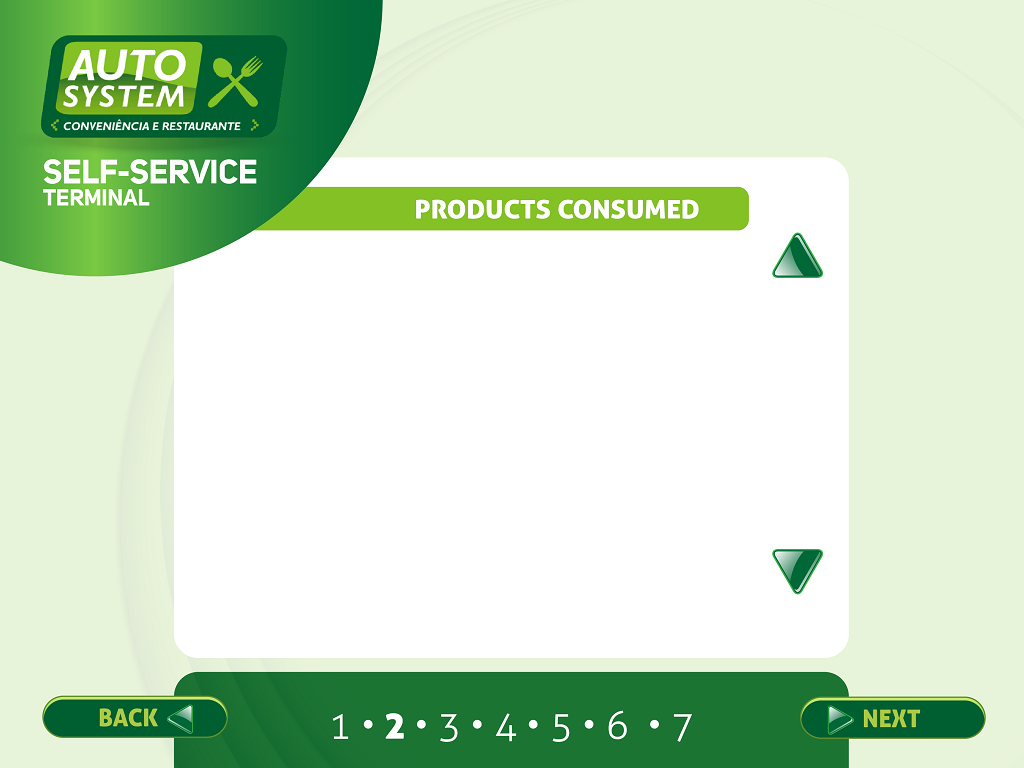 AUTO
SYSTEM
CONVENIÊNCIA E RESTAURANTE
SELF-SERVICE
TERMINAL
PRODUCTS CONSUMED
BACK
1 • 2 • 3 • 4 • 5 • 6 • 7
NEXT